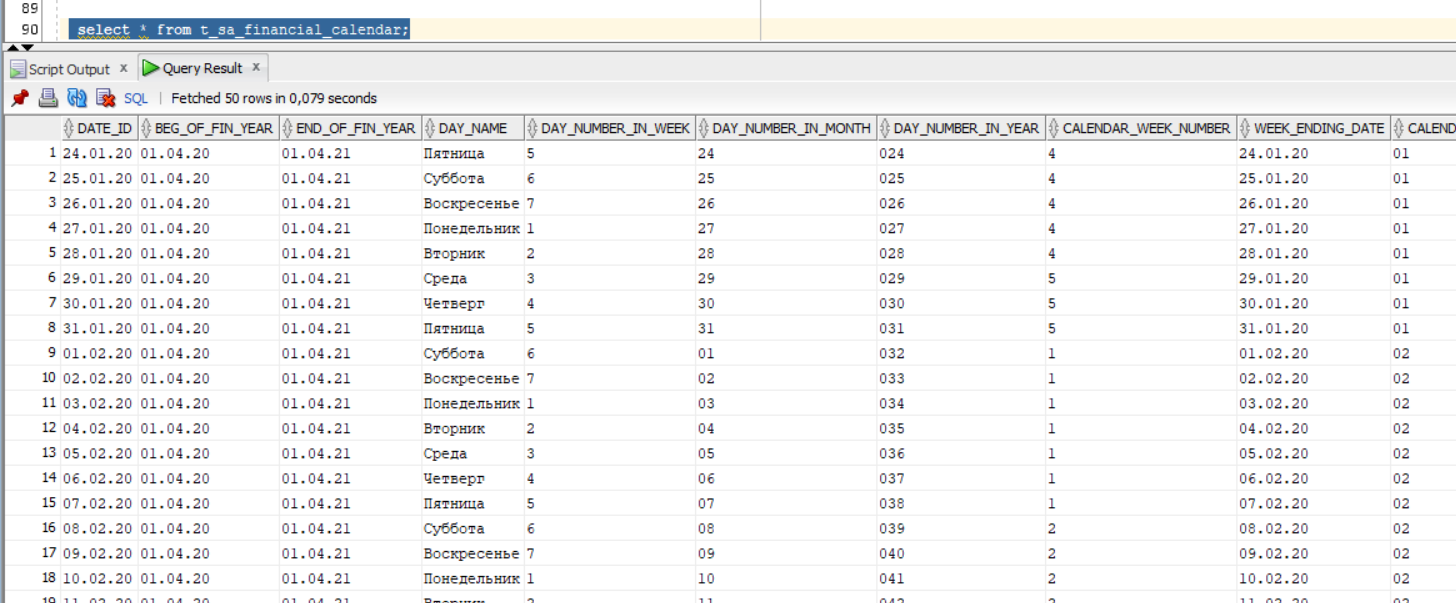 89
90 select * from t_sa_financial_calendar;
Script Output x Query Result x
SQL | Fetched 50 rows in 0,079 seconds
DATE_ID BEG_OF_FIN_YEAR END_OF_FIN_YEAR DAY_NAME DAY_NUMBER_IN_WEEK DAY_NUMBER_IN_MONTH DAY_NUMBER_IN_YEAR CALENDAR_WEEK_NUMBER WEEK_ENDING_DATE CALEND
1 24.01.20 01.04.20 01.04.21 Пятница 5 24 024 4 24.01.20 01
2 25.01.20 01.04.20 01.04.21 Суббота 6 25 025 4 25.01.20 01
3 26.01.20 01.04.20 01.04.21 Воскресенье 7 26 026 4 26.01.20 01
4 27.01.20 01.04.20 01.04.21 Понедельник 1 27 027 4 27.01.20 01
5 28.01.20 01.04.20 01.04.21 Вторник 2 28 028 4 28.01.20 01
6 29.01.20 01.04.20 01.04.21 Среда 3 29 029 5 29.01.20 01
7 30.01.20 01.04.20 01.04.21 Четверг 4 30 030 5 30.01.20 01
8 31.01.20 01.04.20 01.04.21 Пятница 5 31 031 5 31.01.20 01
9 01.02.20 01.04.20 01.04.21 Суббота 6 01 032 1 01.02.20 02
10 02.02.20 01.04.20 01.04.21 Воскресенье 7 02 033 1 02.02.20 02
11 03.02.20 01.04.20 01.04.21 Понедельник 1 03 034 1 03.02.20 02
12 04.02.20 01.04.20 01.04.21 Вторник 2 04 035 1 04.02.20 02
13 05.02.20 01.04.20 01.04.21 Среда 3 05 036 1 05.02.20 02
14 06.02.20 01.04.20 01.04.21 Четверг 4 06 037 1 06.02.20 02
15 07.02.20 01.04.20 01.04.21 Пятница 5 07 038 1 07.02.20 02
16 08.02.20 01.04.20 01.04.21 Суббота 6 08 039 2 08.02.20 02
17 09.02.20 01.04.20 01.04.21 Воскресенье 7 09 040 2 09.02.20 02
18 10.02.20 01.04.20 01.04.21 Понедельник 1 10 041 2 10.02.20 02